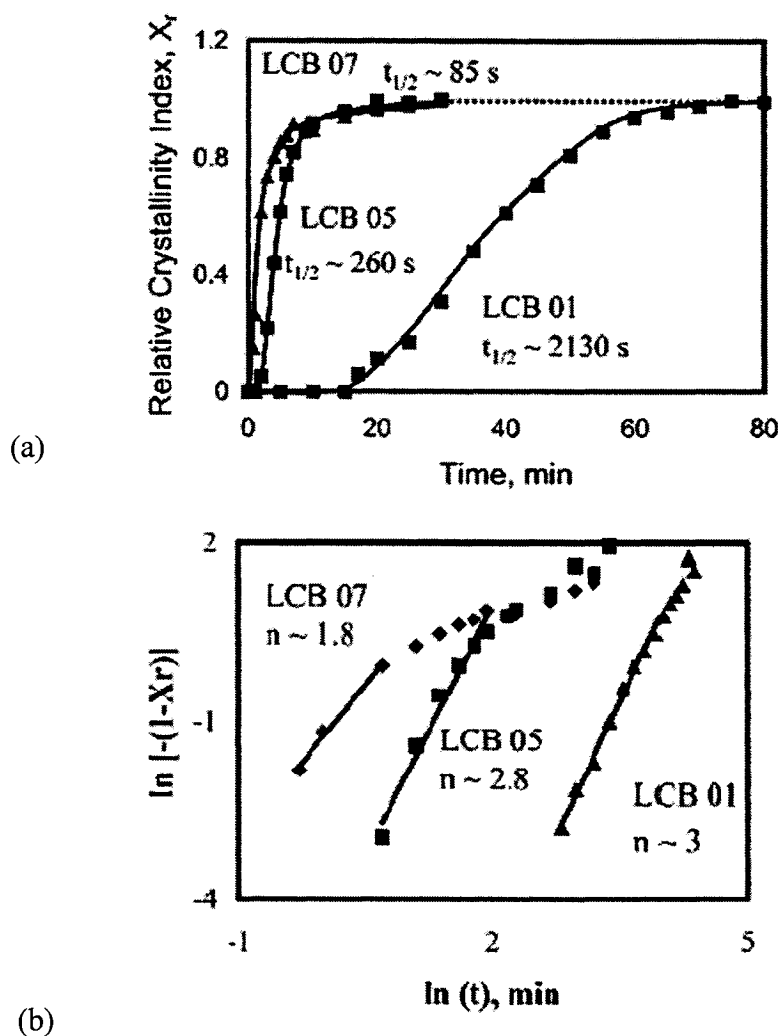 1.2
LCB 07
t1/2 ~ 85 s
0.8
LCB 05
t1/2 ~ 260 s
0.4
LCB 01
t1/2 ~ 2130 s
0
0 20 40 60 80
Relative Crystallinity Index, Xr
Time, min
(a)
2
LCB 07
n ~ 1.8
-1
LCB 05
n ~ 2.8
LCB 01
n ~ 3
-4
-1 2 5
ln |-(1-Xr)|
ln (t), min
(b)